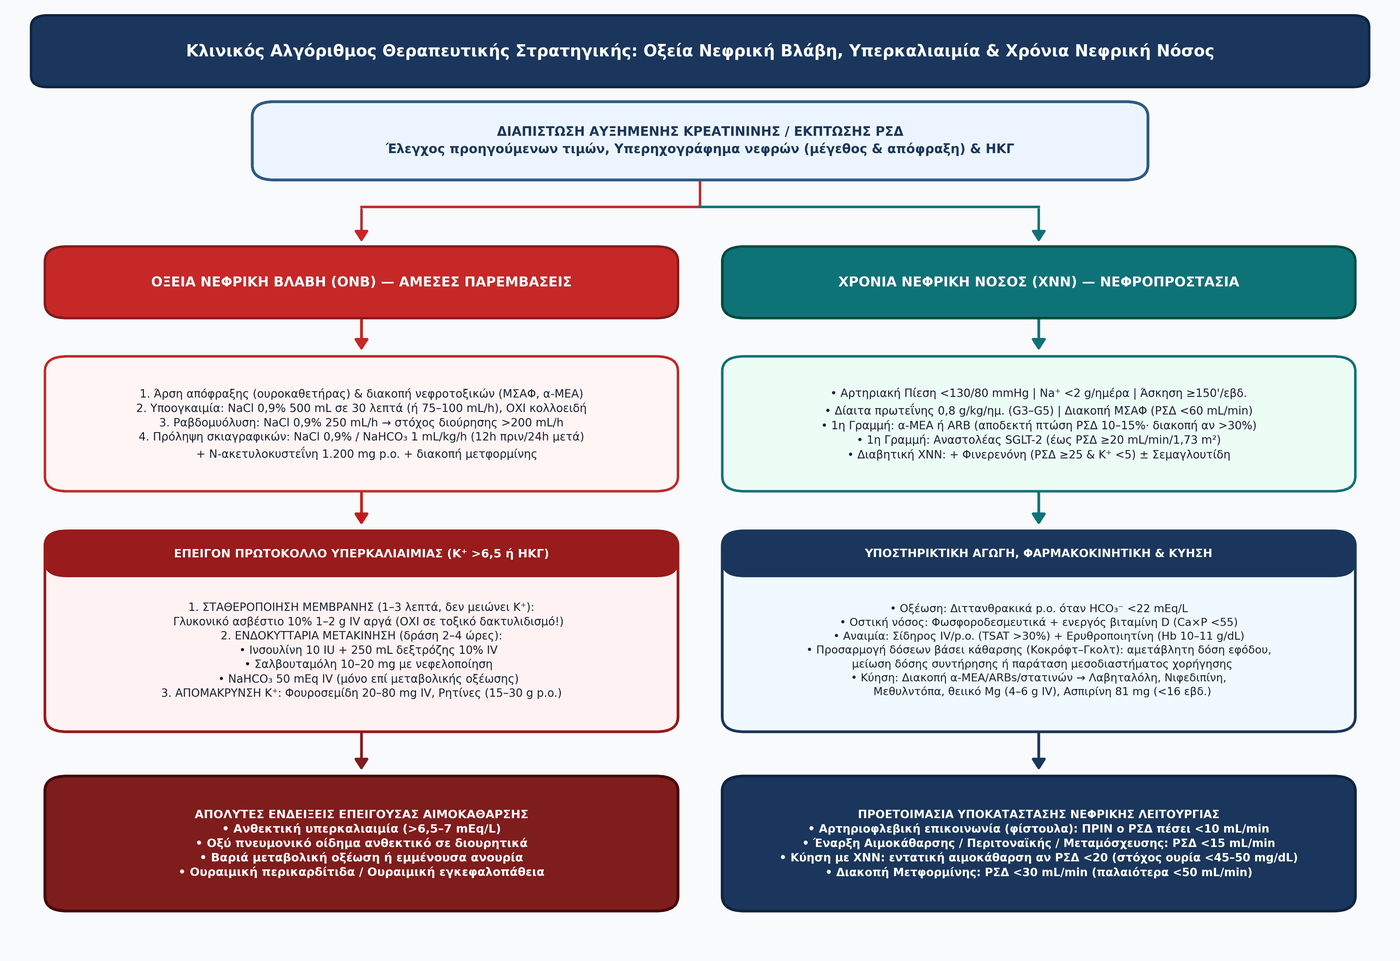 Κλινικός Αλγόριθμος Θεραπευτικής Στρατηγικής: Οξεία Νεφρική Βλάβη, Υπερκαλιαιμία & Χρόνια Νεφρική Νόσος
ΔΙΑΠΙΣΤΩΣΗ ΑΥΞΗΜΕΝΗΣ ΚΡΕΑΤΙΝΙΝΗΣ / ΕΚΠΤΩΣΗΣ ΡΣΔ
Έλεγχος προηγούμενων τιμών, Υπερηχογράφημα νεφρών (μέγεθος & απόφραξη) & ΗΚΓ
ΟΞΕΙΑ ΝΕΦΡΙΚΗ ΒΛΑΒΗ (ΟΝΒ) — ΑΜΕΣΕΣ ΠΑΡΕΜΒΑΣΕΙΣ
1. Άρση απόφραξης (ουροκαθετήρας) & διακοπή νεφροτοξικών (ΜΣΑΦ, α-ΜΕΑ)
2. Υποογκαιμία: NaCl 0,9% 500 mL σε 30 λεπτά (ή 75–100 mL/h), ΟΧΙ κολλοειδή
3. Ραβδομυόλυση: NaCl 0,9% 250 mL/h → στόχος διούρησης >200 mL/h
4. Πρόληψη σκιαγραφικών: NaCl 0,9% / NaHCO₃ 1 mL/kg/h (12h πριν/24h μετά)
+ Ν-ακετυλοκυστεΐνη 1.200 mg p.o. + διακοπή μετφορμίνης
ΕΠΕΙΓΟΝ ΠΡΩΤΟΚΟΛΛΟ ΥΠΕΡΚΑΛΙΑΙΜΙΑΣ (K⁺ >6,5 ή ΗΚΓ)
1. ΣΤΑΘΕΡΟΠΟΙΗΣΗ ΜΕΜΒΡΑΝΗΣ (1–3 λεπτά, δεν μειώνει K⁺):
Γλυκονικό ασβέστιο 10% 1–2 g IV αργά (ΟΧΙ σε τοξικό δακτυλιδισμό!)
2. ΕΝΔΟΚΥΤΤΑΡΙΑ ΜΕΤΑΚΙΝΗΣΗ (δράση 2–4 ώρες):
• Ινσουλίνη 10 IU + 250 mL δεξτρόζης 10% IV
• Σαλβουταμόλη 10–20 mg με νεφελοποίηση
• NaHCO₃ 50 mEq IV (μόνο επί μεταβολικής οξέωσης)
3. ΑΠΟΜΑΚΡΥΝΣΗ K⁺: Φουροσεμίδη 20–80 mg IV, Ρητίνες (15–30 g p.o.)
ΑΠΟΛΥΤΕΣ ΕΝΔΕΙΞΕΙΣ ΕΠΕΙΓΟΥΣΑΣ ΑΙΜΟΚΑΘΑΡΣΗΣ
• Ανθεκτική υπερκαλιαιμία (>6,5–7 mEq/L)
• Οξύ πνευμονικό οίδημα ανθεκτικό σε διουρητικά
• Βαριά μεταβολική οξέωση ή εμμένουσα ανουρία
• Ουραιμική περικαρδίτιδα / Ουραιμική εγκεφαλοπάθεια
ΧΡΟΝΙΑ ΝΕΦΡΙΚΗ ΝΟΣΟΣ (ΧΝΝ) — ΝΕΦΡΟΠΡΟΣΤΑΣΙΑ
• Αρτηριακή Πίεση <130/80 mmHg | Na⁺ <2 g/ημέρα | Άσκηση ≥150'/εβδ.
• Δίαιτα πρωτεΐνης 0,8 g/kg/ημ. (G3–G5) | Διακοπή ΜΣΑΦ (ΡΣΔ <60 mL/min)
• 1η Γραμμή: α-ΜΕΑ ή ARB (αποδεκτή πτώση ΡΣΔ 10–15%· διακοπή αν >30%)
• 1η Γραμμή: Αναστολέας SGLT-2 (έως ΡΣΔ ≥20 mL/min/1,73 m²)
• Διαβητική ΧΝΝ: + Φινερενόνη (ΡΣΔ ≥25 & K⁺ <5) ± Σεμαγλουτίδη
ΥΠΟΣΤΗΡΙΚΤΙΚΗ ΑΓΩΓΗ, ΦΑΡΜΑΚΟΚΙΝΗΤΙΚΗ & ΚΥΗΣΗ
• Οξέωση: Διττανθρακικά p.o. όταν HCO₃⁻ <22 mEq/L
• Οστική νόσος: Φωσφοροδεσμευτικά + ενεργός βιταμίνη D (Ca×P <55)
• Αναιμία: Σίδηρος IV/p.o. (TSAT >30%) + Ερυθροποιητίνη (Hb 10–11 g/dL)
• Προσαρμογή δόσεων βάσει κάθαρσης (Κοκρόφτ–Γκολτ): αμετάβλητη δόση εφόδου,
μείωση δόσης συντήρησης ή παράταση μεσοδιαστήματος χορήγησης
• Κύηση: Διακοπή α-ΜΕΑ/ARBs/στατινών → Λαβηταλόλη, Νιφεδιπίνη,
Μεθυλντόπα, θειικό Mg (4–6 g IV), Ασπιρίνη 81 mg (<16 εβδ.)
ΠΡΟΕΤΟΙΜΑΣΙΑ ΥΠΟΚΑΤΑΣΤΑΣΗΣ ΝΕΦΡΙΚΗΣ ΛΕΙΤΟΥΡΓΙΑΣ
• Αρτηριοφλεβική επικοινωνία (φίστουλα): ΠΡΙΝ ο ΡΣΔ πέσει <10 mL/min
• Έναρξη Αιμοκάθαρσης / Περιτοναϊκής / Μεταμόσχευσης: ΡΣΔ <15 mL/min
• Κύηση με ΧΝΝ: εντατική αιμοκάθαρση αν ΡΣΔ <20 (στόχος ουρία <45–50 mg/dL)
• Διακοπή Μετφορμίνης: ΡΣΔ <30 mL/min (παλαιότερα <50 mL/min)